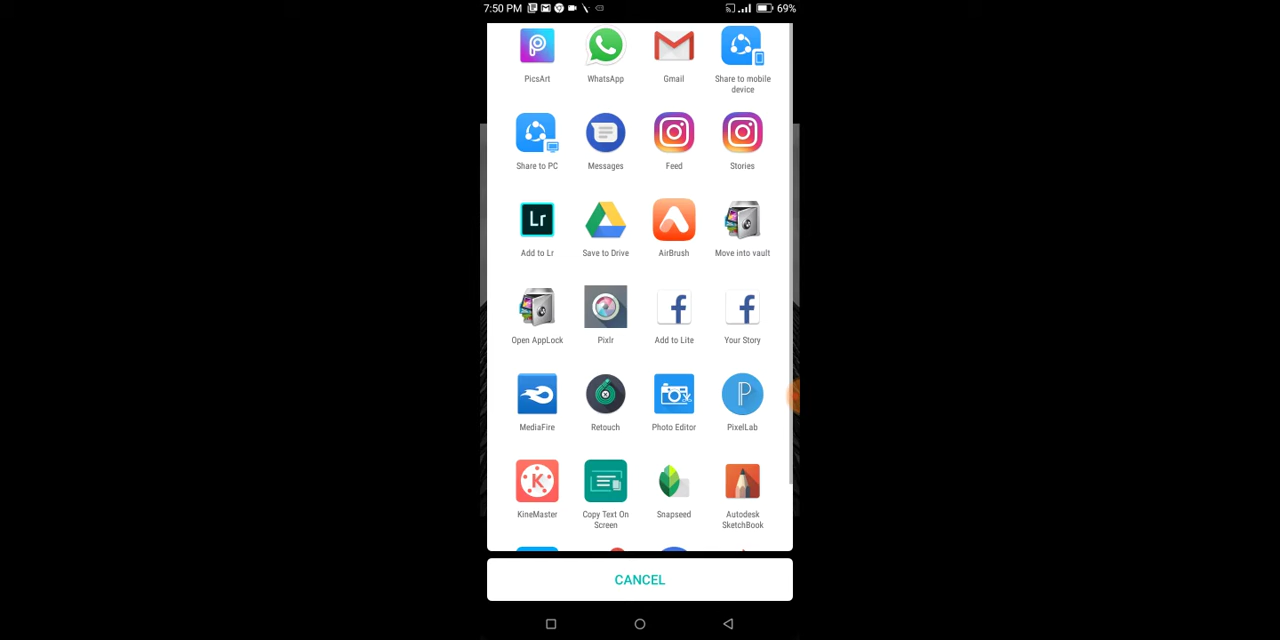 7:50 PM 69%
PicsArt WhatsApp Gmail Share to mobile
device
Share to PC Messages Feed Stories
Lr
Add to Lr Save to Drive AirBrush Move into vault
Open AppLock Pixlr Add to Lite Your Story
MediaFire Retouch Photo Editor PixelLab
KineMaster Copy Text On Snapseed Autodesk
Screen SketchBook
CANCEL